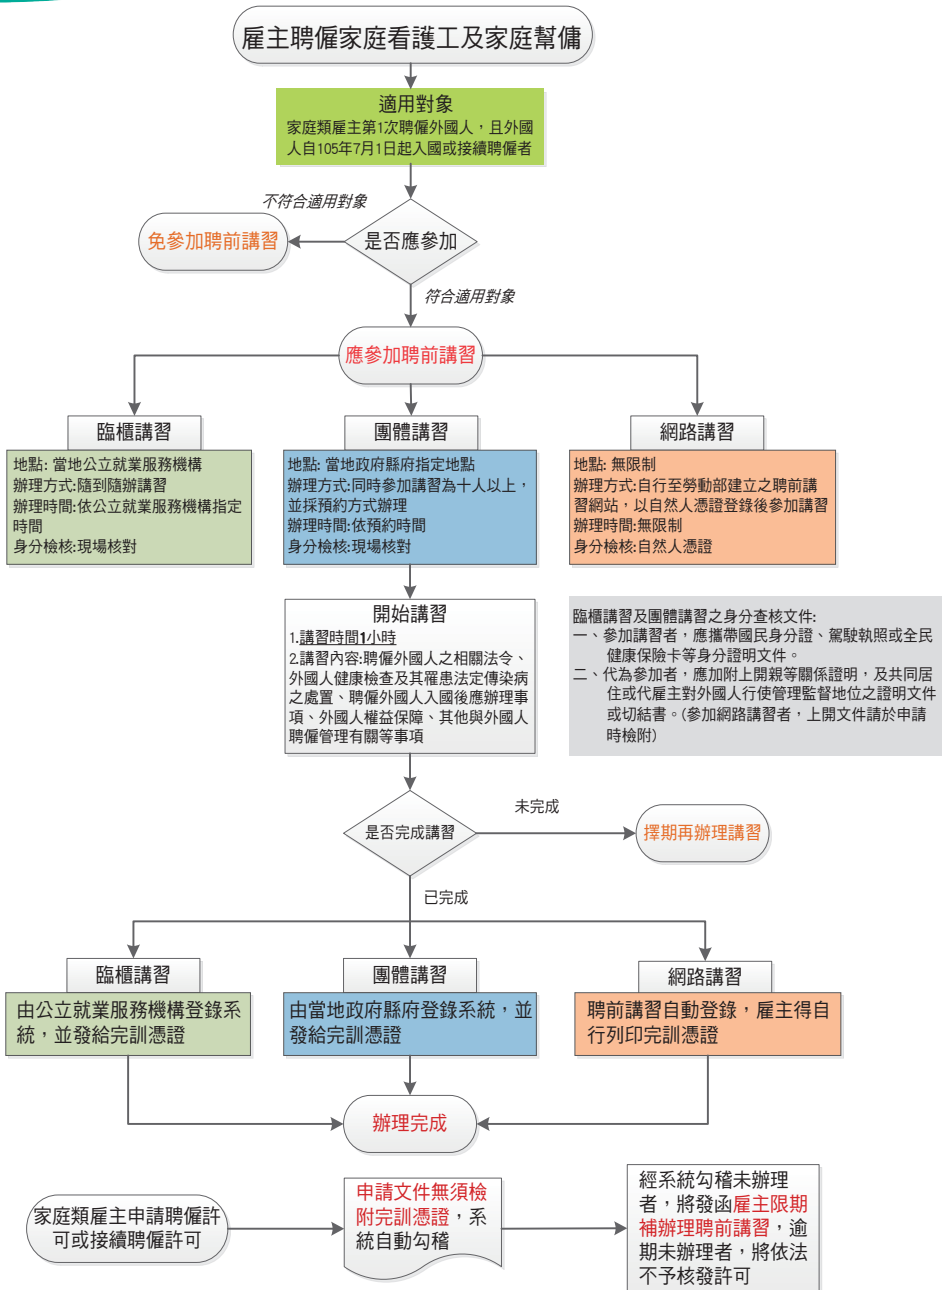 雇主聘僱家庭看護工及家庭幫傭
適用對象
家庭類雇主第1次聘僱外國人，且外國
人自105年7月1日起入國或接續聘僱者
不符合適用對象
免參加聘前講習
是否應參加
符合適用對象
應參加聘前講習
臨櫃講習
地點: 當地公立就業服務機構
辦理方式:隨到隨辦講習
辦理時間:依公立就業服務機構指定
時間
身分檢核:現場核對
團體講習
地點: 當地政府縣府指定地點
辦理方式:同時參加講習為十人以上，
並採預約方式辦理
辦理時間:依預約時間
身分檢核:現場核對
網路講習
地點: 無限制
辦理方式:自行至勞動部建立之聘前講
習網站，以自然人憑證登錄後參加講習
辦理時間:無限制
身分檢核:自然人憑證
開始講習
1.講習時間1小時
2.講習內容:聘僱外國人之相關法令、
外國人健康檢查及其罹患法定傳染病
之處置、聘僱外國人入國後應辦理事
項、外國人權益保障、其他與外國人
聘僱管理有關等事項
臨櫃講習及團體講習之身分查核文件:
一、參加講習者，應攜帶國民身分證、駕駛執照或全民
健康保險卡等身分證明文件。
二、代為參加者，應加附上開親等關係證明，及共同居
住或代雇主對外國人行使管理監督地位之證明文件
或切結書。(參加網路講習者，上開文件請於申請
時檢附)
是否完成講習
未完成
擇期再辦理講習
已完成
臨櫃講習
由公立就業服務機構登錄系
統，並發給完訓憑證
團體講習
由當地政府縣府登錄系統，並
發給完訓憑證
網路講習
聘前講習自動登錄，雇主得自
行列印完訓憑證
辦理完成
家庭類雇主申請聘僱許
可或接續聘僱許可
申請文件無須檢
附完訓憑證，系
統自動勾稽
經系統勾稽未辦理
者，將發函雇主限期
補辦理聘前講習，逾
期未辦理者，將依法
不予核發許可